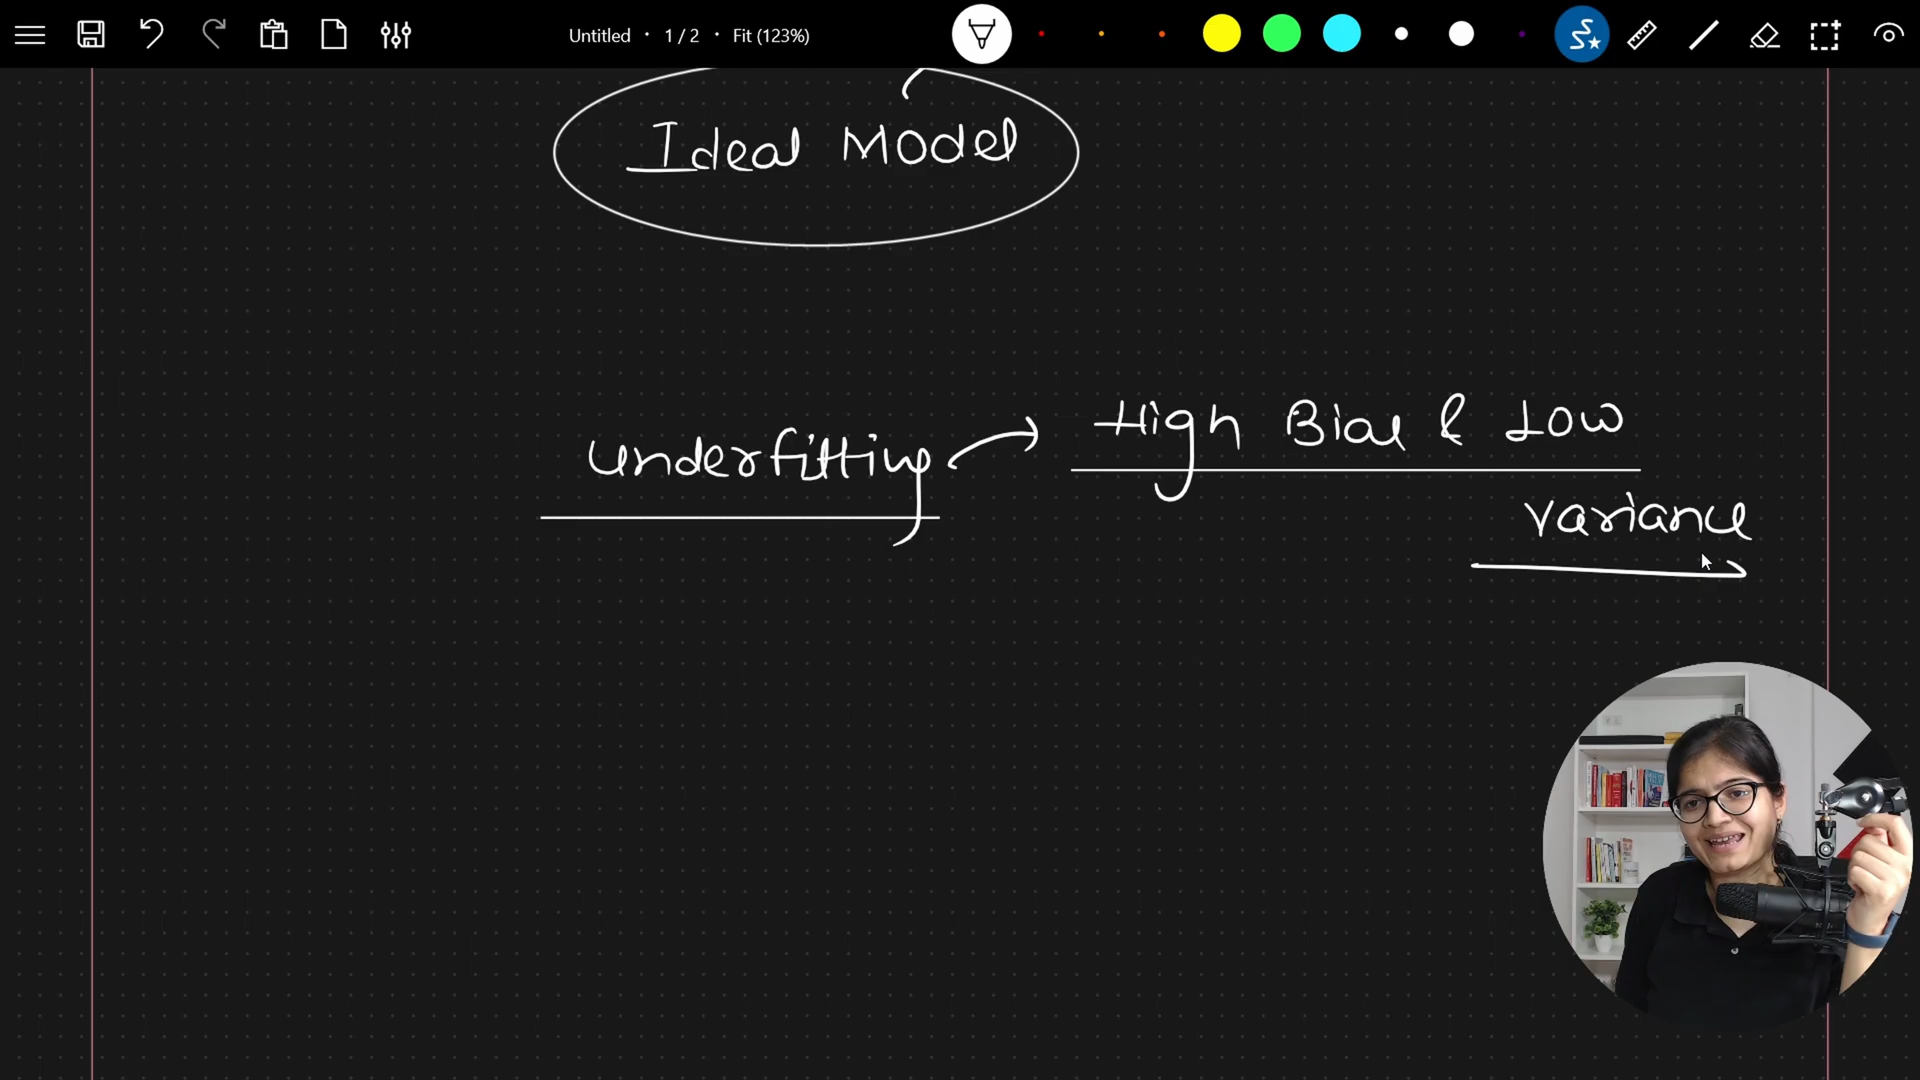 Untitled • 1 / 2 • Fit (123%)
Ideal Model
Underfitting
High Bias & Low
Variance